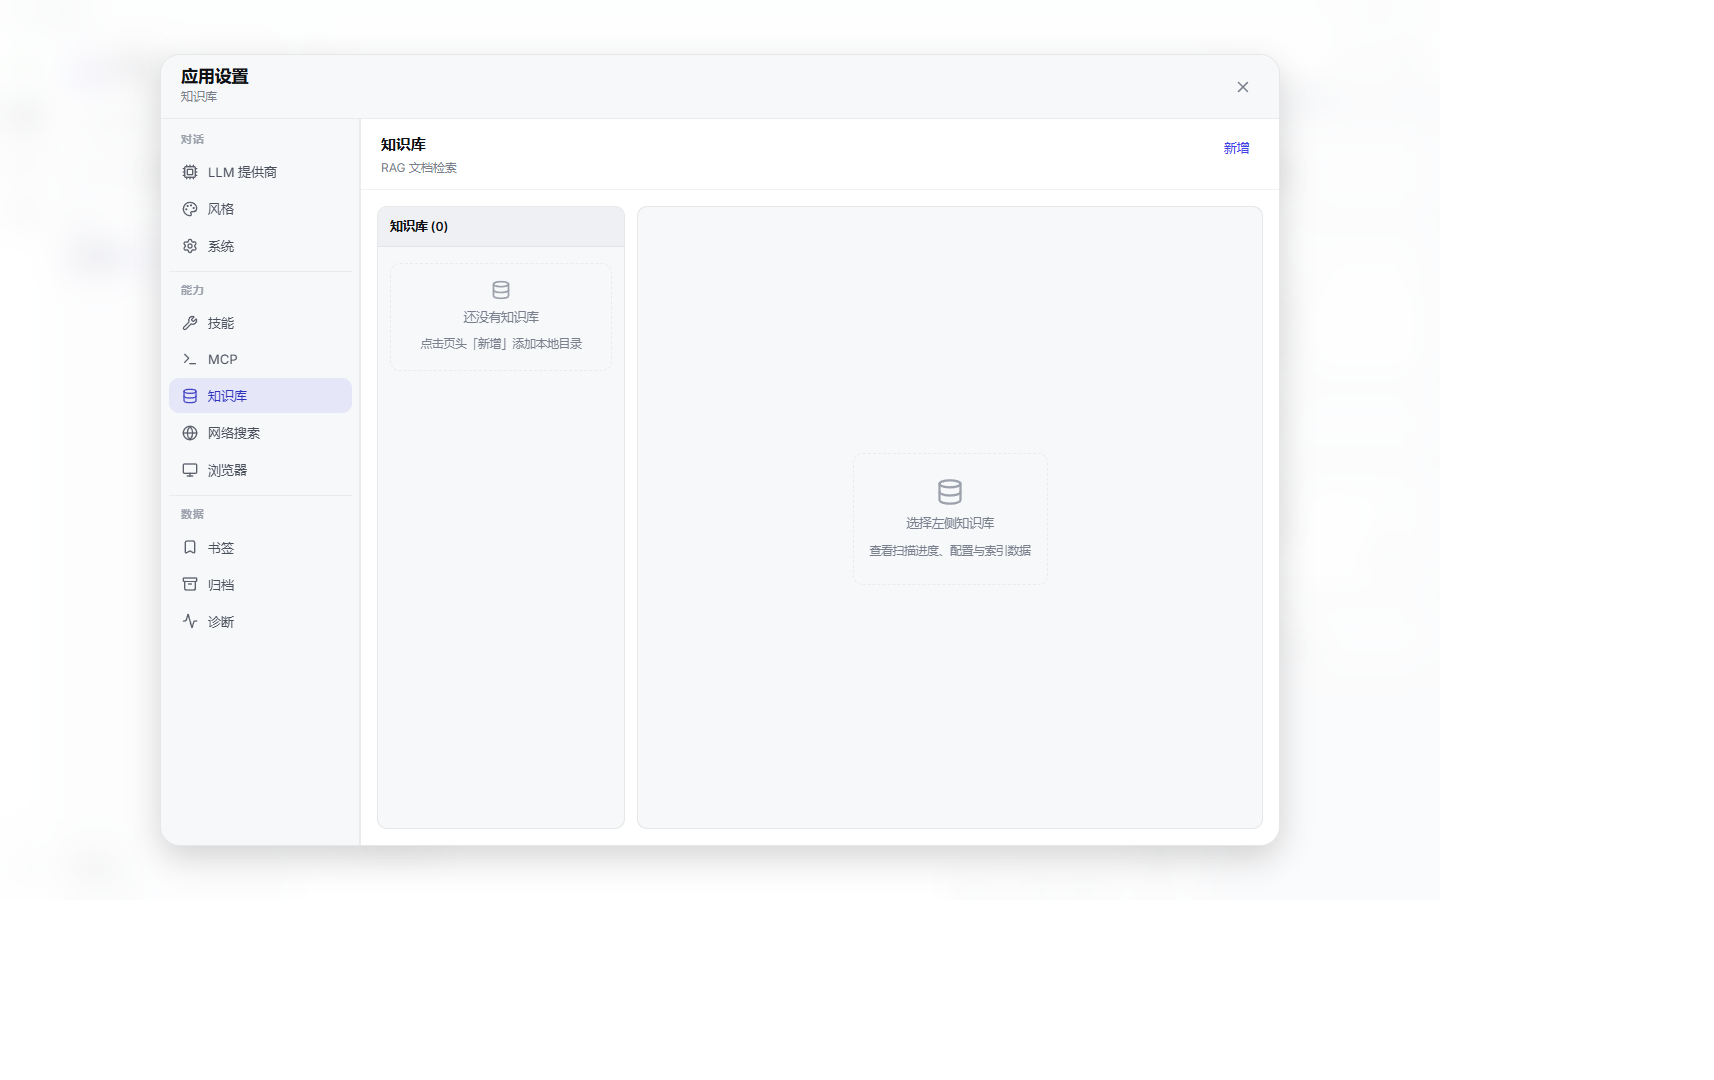 应用设置
知识库
对话
LLM 提供商
风格
系统
能力
技能
MCP
知识库
网络搜索
浏览器
数据
书签
归档
诊断
知识库
RAG 文档检索
新增
知识库 (0)
还没有知识库
点击页头「新增」添加本地目录
选择左侧知识库
查看扫描进度、配置与索引数据